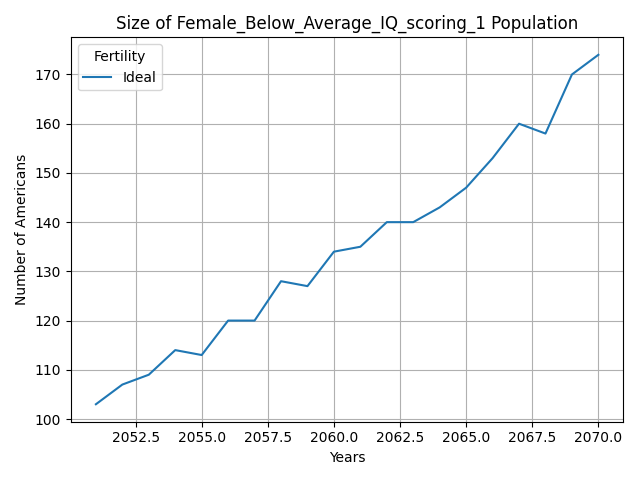 Size of Female_Below_Average_IQ_scoring_1 Population
Fertility
Ideal
Number of Americans
170
160
150
140
130
120
110
100
2052.5 2055.0 2057.5 2060.0 2062.5 2065.0 2067.5 2070.0
Years